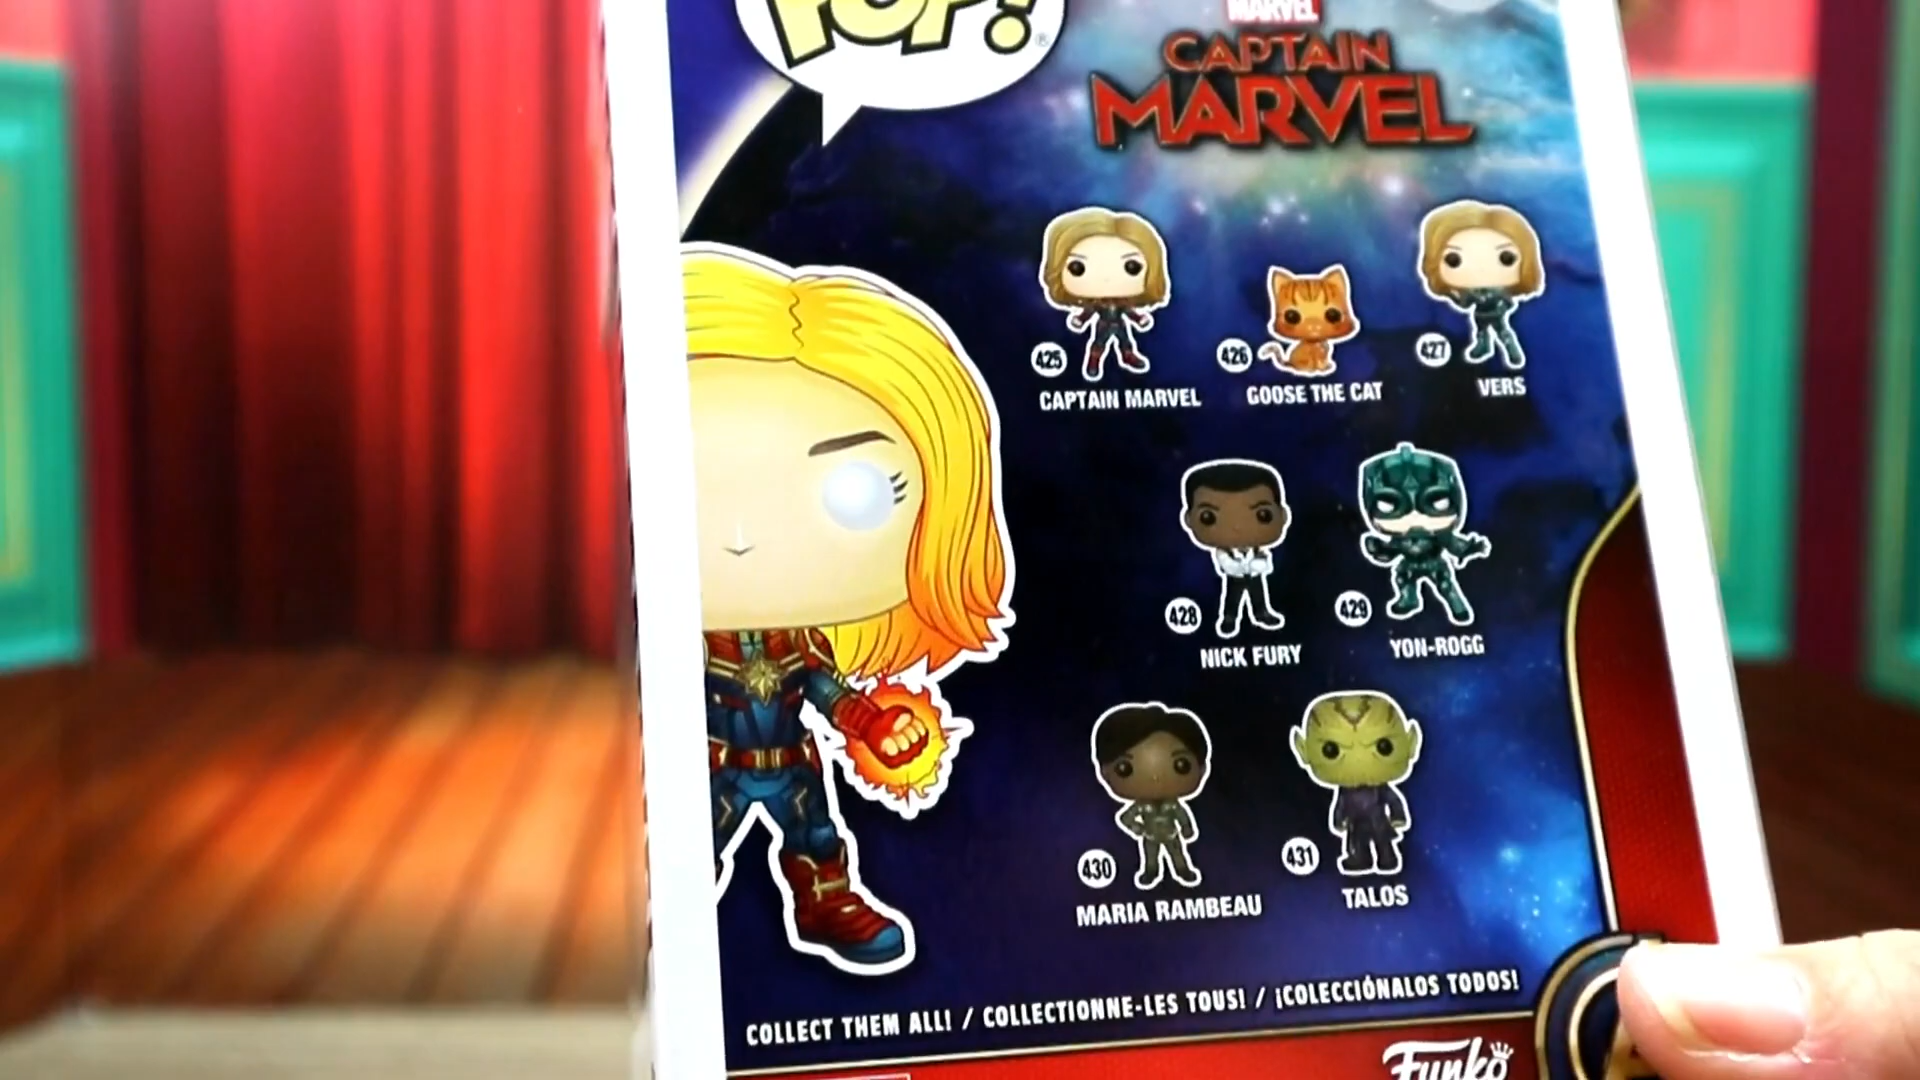 POP!
®
MARVEL
CAPTAIN
MARVEL
425
CAPTAIN MARVEL
426
GOOSE THE CAT
427
VERS
428
NICK FURY
429
YON-ROGG
430
MARIA RAMBEAU
431
TALOS
COLLECT THEM ALL! / COLLECTIONNE-LES TOUS! / ¡COLECCIÓNALOS TODOS!
Funko